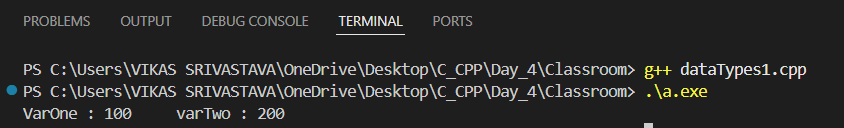 PROBLEMS OUTPUT DEBUG CONSOLE TERMINAL PORTS
PS C:\Users\VIKAS SRIVASTAVA\OneDrive\Desktop\C_CPP\Day_4\Classroom> g++ dataTypes1.cpp
PS C:\Users\VIKAS SRIVASTAVA\OneDrive\Desktop\C_CPP\Day_4\Classroom> .\a.exe
VarOne : 100     varTwo : 200